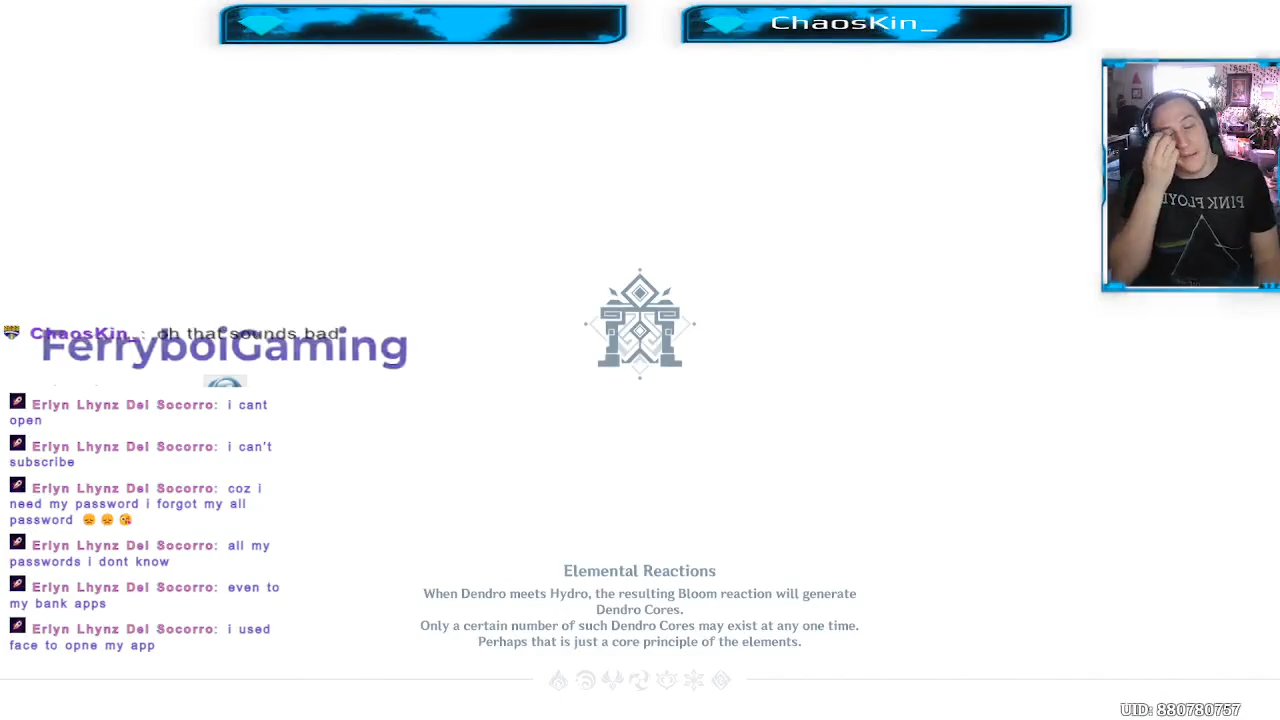 ChaosKin_
PINK FLOYD
ChaosKin_: oh that sounds bad
FerryboiGaming
Erlyn Lhynz Del Socorro: i cant
open
Erlyn Lhynz Del Socorro: i can't
subscribe
Erlyn Lhynz Del Socorro: coz i
need my password i forgot my all
password 😞 😞 😘
Erlyn Lhynz Del Socorro: all my
passwords i dont know
Erlyn Lhynz Del Socorro: even to
my bank apps
Erlyn Lhynz Del Socorro: i used
face to opne my app
Elemental Reactions
When Dendro meets Hydro, the resulting Bloom reaction will generate
Dendro Cores.
Only a certain number of such Dendro Cores may exist at any one time.
Perhaps that is just a core principle of the elements.
UID: 880780757